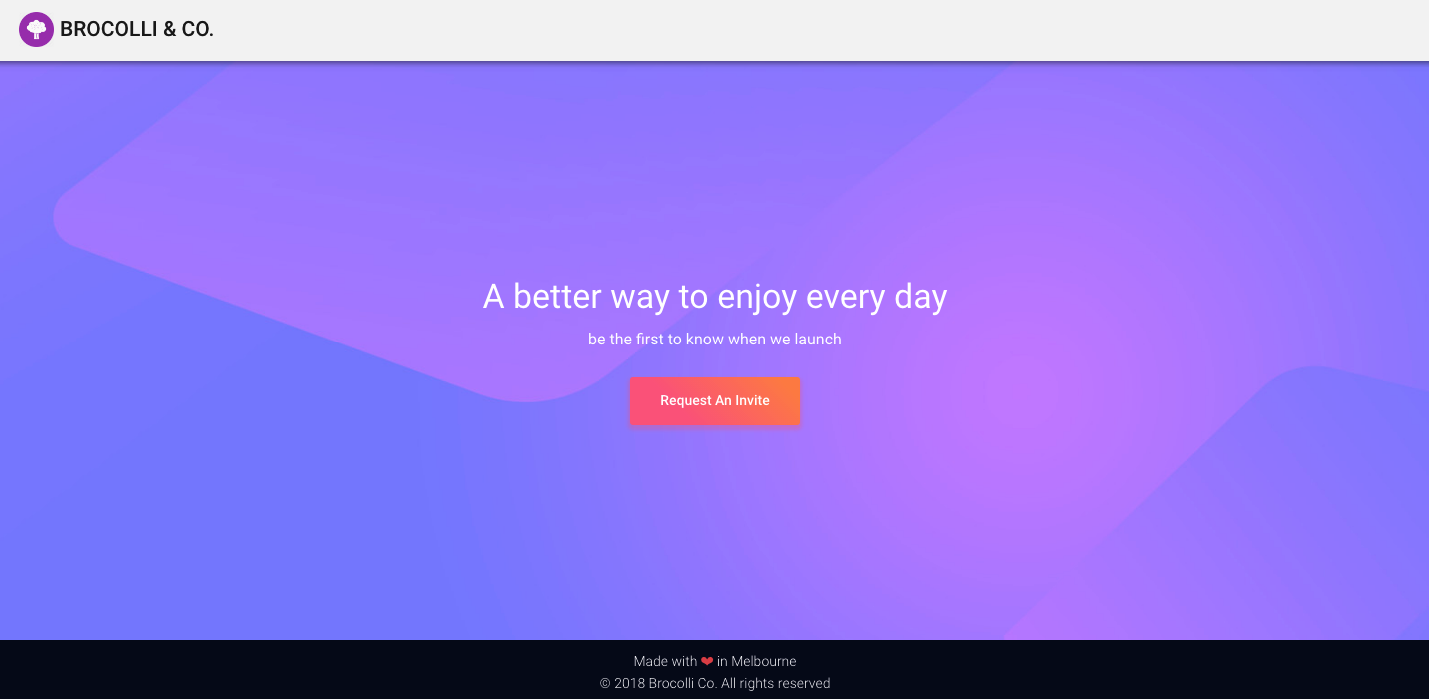 BROCOLLI & CO.
A better way to enjoy every day
be the first to know when we launch
Request An Invite
Made with ❤ in Melbourne
© 2018 Brocolli Co. All rights reserved